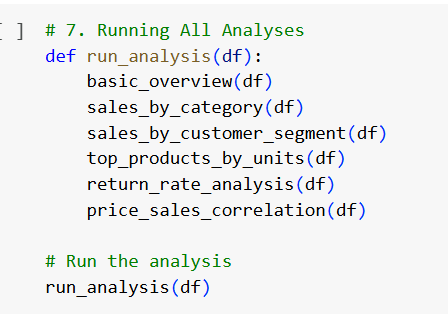 [ ] # 7. Running All Analyses
def run_analysis(df):
    basic_overview(df)
    sales_by_category(df)
    sales_by_customer_segment(df)
    top_products_by_units(df)
    return_rate_analysis(df)
    price_sales_correlation(df)

# Run the analysis
run_analysis(df)